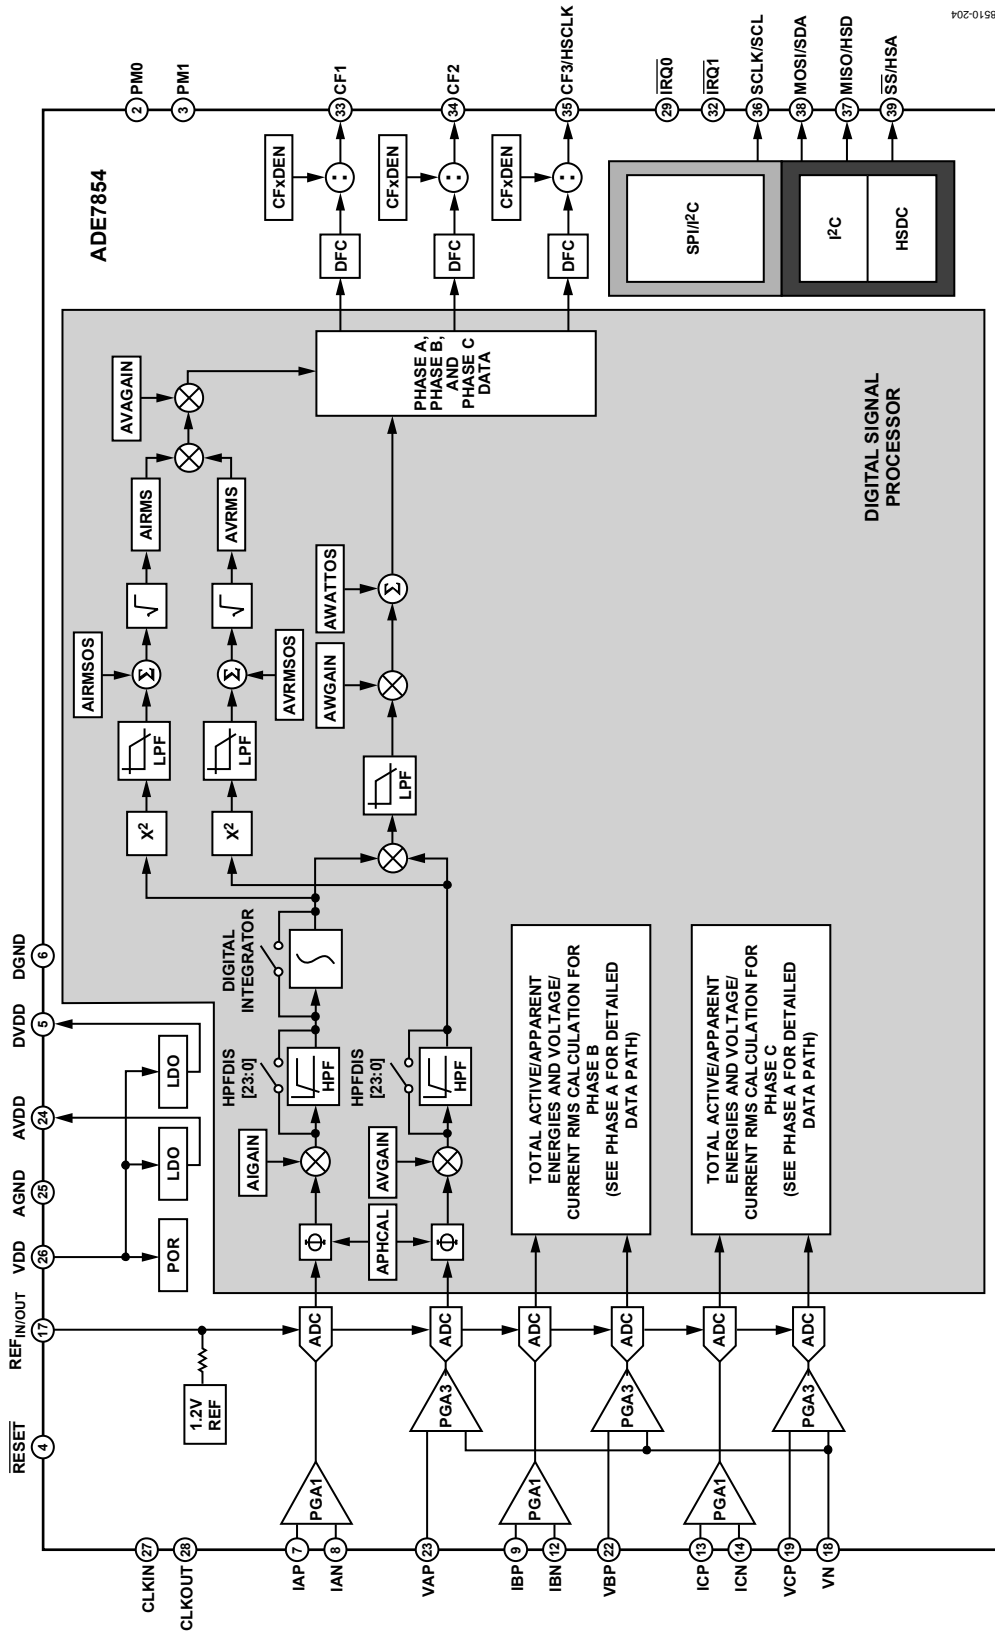 RESET
4
REF IN/OUT
17
VDD
26
AGND
25
AVDD
24
DVDD
5
DGND
6
ADE7854
2 PM0
3 PM1
CLKIN 27
CLKOUT 28
1.2V
REF
POR
LDO
LDO
IAP 7
IAN 8
PGA1
ADC
VAP 23
PGA3
ADC
IBP 9
IBN 12
PGA1
ADC
VBP 22
PGA3
ADC
ICP 13
ICN 14
PGA1
ADC
VCP 19
VN 18
PGA3
ADC
Φ
APHCAL
Φ
AIGAIN
AVGAIN
HPFDIS
[23:0]
HPF
HPFDIS
[23:0]
HPF
DIGITAL
INTEGRATOR
∫
X²
LPF
AIRMSOS
Σ
√
AIRMS
X²
LPF
AVRMSOS
Σ
√
AVRMS
AVAGAIN
LPF
AWGAIN
AWATTOS
Σ
PHASE A,
PHASE B,
AND
PHASE C
DATA
TOTAL ACTIVE/APPARENT
ENERGIES AND VOLTAGE/
CURRENT RMS CALCULATION FOR
PHASE B
(SEE PHASE A FOR DETAILED
DATA PATH)
TOTAL ACTIVE/APPARENT
ENERGIES AND VOLTAGE/
CURRENT RMS CALCULATION FOR
PHASE C
(SEE PHASE A FOR DETAILED
DATA PATH)
DIGITAL SIGNAL
PROCESSOR
DFC
CFxDEN
:
33 CF1
DFC
CFxDEN
:
34 CF2
DFC
CFxDEN
:
35 CF3/HSCLK
29 IRQ0
32 IRQ1
SPI/I²C
I²C
HSDC
36 SCLK/SCL
38 MOSI/SDA
37 MISO/HSD
39 SS/HSA
8510-204